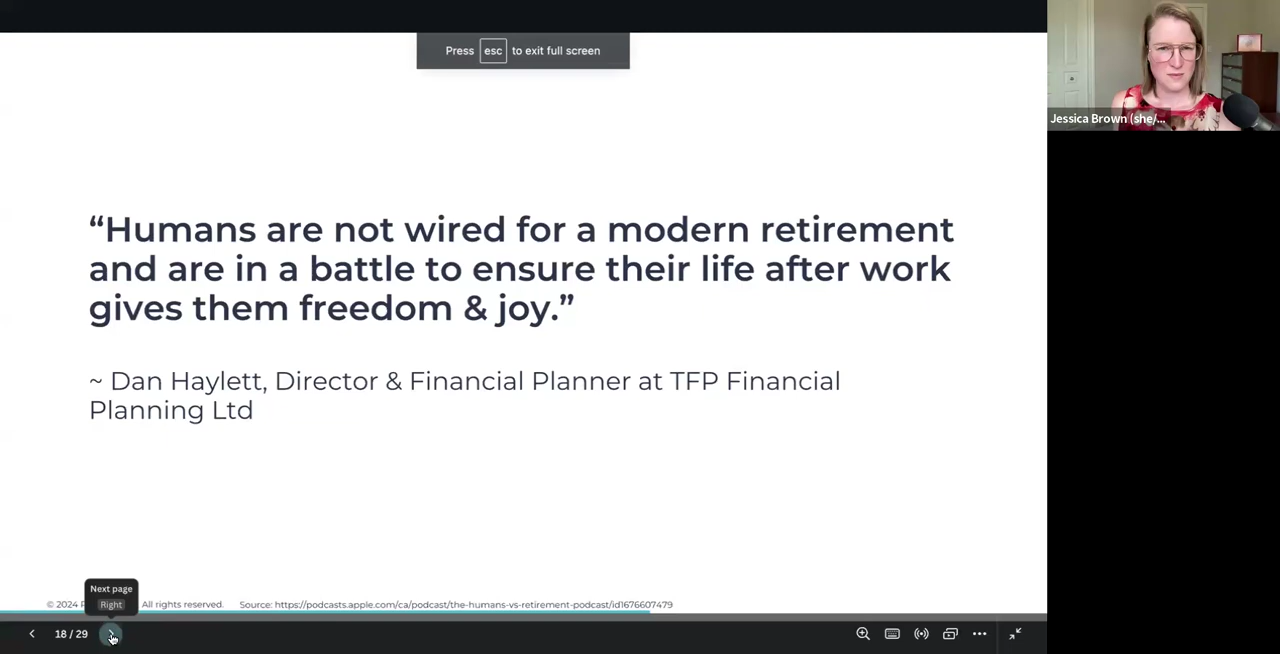 Press esc to exit full screen
Jessica Brown (she/...
“Humans are not wired for a modern retirement
and are in a battle to ensure their life after work
gives them freedom & joy.”
~ Dan Haylett, Director & Financial Planner at TFP Financial
Planning Ltd
Next page
Right
© 2024 All rights reserved. Source: https://podcasts.apple.com/ca/podcast/the-humans-vs-retirement-podcast/id1676607479
18 / 29